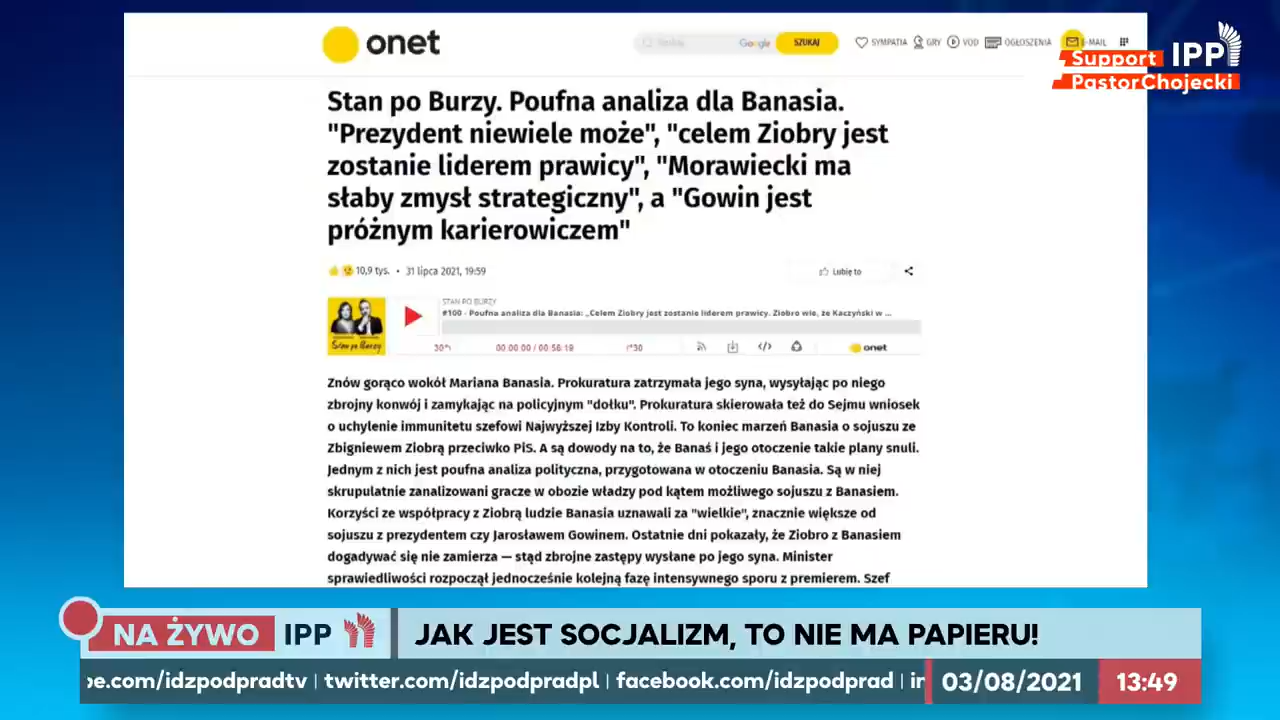 onet
Google
SZUKAJ
SYMPATIA
GRY
VOD
OGŁOSZENIA
E-MAIL
Support
PastorChojecki
IPP
Stan po Burzy. Poufna analiza dla Banasia.
"Prezydent niewiele może", "celem Ziobry jest
zostanie liderem prawicy", "Morawiecki ma
słaby zmysł strategiczny", a "Gowin jest
próżnym karierowiczem"
10,9 tys. • 31 lipca 2021, 19:59
Lubię to
STAN PO BURZY
#100 - Poufna analiza dla Banasia: „Celem Ziobry jest zostanie liderem prawicy. Ziobro wie, że Kaczyński w ...
Stan po Burzy
00:00:00 / 00:58:19
onet
Znów gorąco wokół Mariana Banasia. Prokuratura zatrzymała jego syna, wysyłając po niego
zbrojny konwój i zamykając na policyjnym "dołku". Prokuratura skierowała też do Sejmu wniosek
o uchylenie immunitetu szefowi Najwyższej Izby Kontroli. To koniec marzeń Banasia o sojuszu ze
Zbigniewem Ziobrą przeciwko PiS. A są dowody na to, że Banaś i jego otoczenie takie plany snuli.
Jednym z nich jest poufna analiza polityczna, przygotowana w otoczeniu Banasia. Są w niej
skrupulatnie zanalizowani gracze w obozie władzy pod kątem możliwego sojuszu z Banasiem.
Korzyści ze współpracy z Ziobrą ludzie Banasia uznawali za "wielkie", znacznie większe od
sojuszu z prezydentem czy Jarosławem Gowinem. Ostatnie dni pokazały, że Ziobro z Banasiem
dogadywać się nie zamierza — stąd zbrojne zastępy wysłane po jego syna. Minister
sprawiedliwości rozpoczął jednocześnie kolejną fazę intensywnego sporu z premierem. Szef
NA ŻYWO IPP
JAK JEST SOCJALIZM, TO NIE MA PAPIERU!
be.com/idzpodpradtv | twitter.com/idzpodpradpl | facebook.com/idzpodprad | in
03/08/2021
13:49